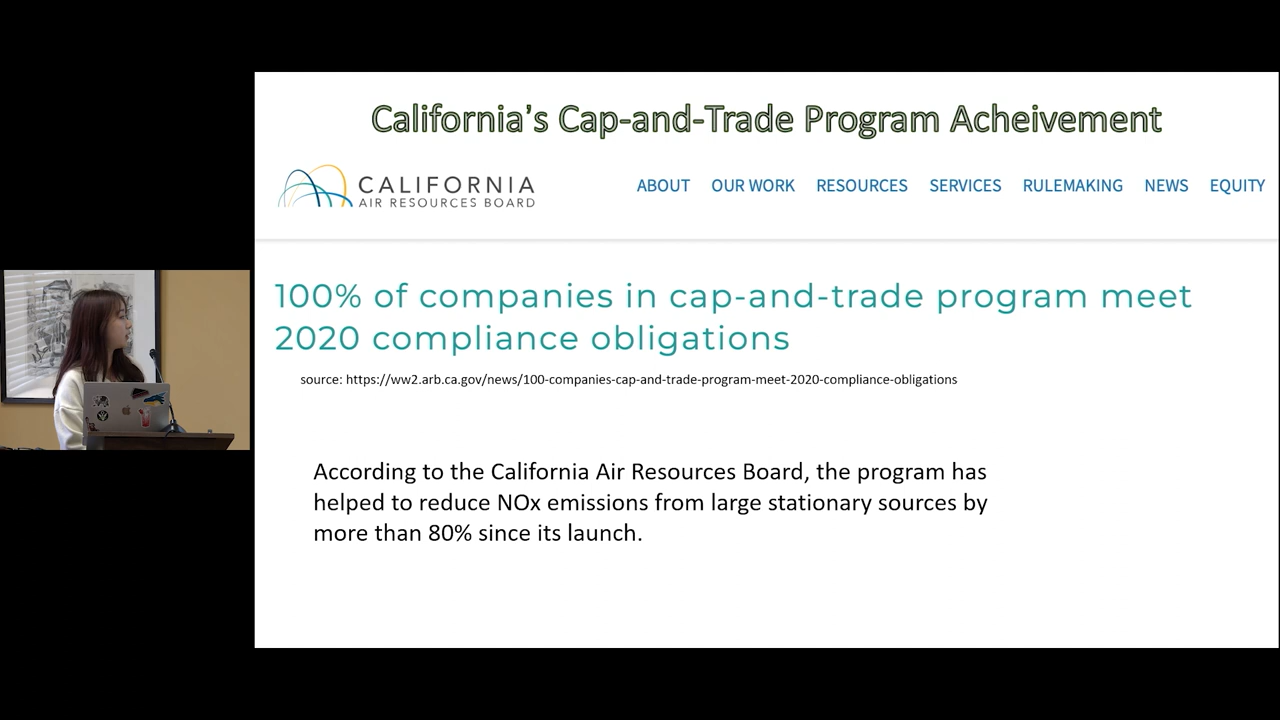 California's Cap-and-Trade Program Acheivement
CALIFORNIA
AIR RESOURCES BOARD
ABOUT OUR WORK RESOURCES SERVICES RULEMAKING NEWS EQUITY
100% of companies in cap-and-trade program meet
2020 compliance obligations
source: https://ww2.arb.ca.gov/news/100-companies-cap-and-trade-program-meet-2020-compliance-obligations
According to the California Air Resources Board, the program has
helped to reduce NOx emissions from large stationary sources by
more than 80% since its launch.